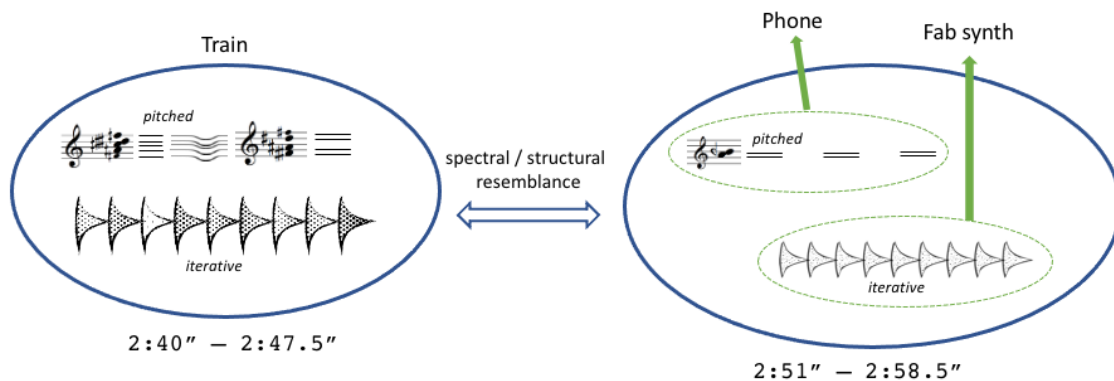 Train
pitched
iterative
2:40” – 2:47.5”
spectral / structural
resemblance
Phone
Fab synth
pitched
iterative
2:51” – 2:58.5”